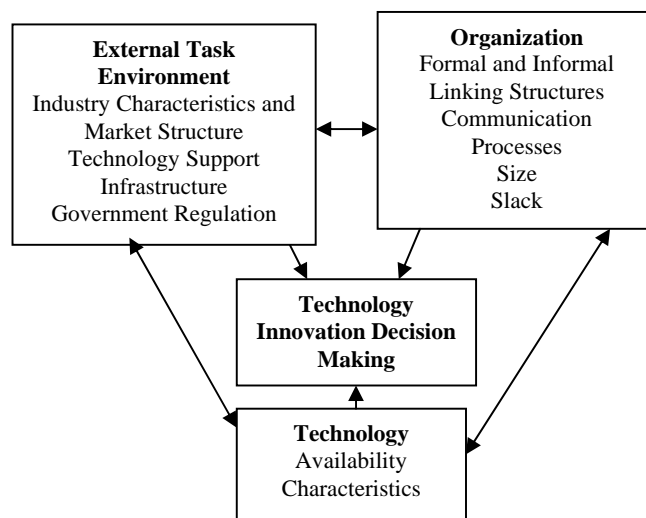 External Task
Environment
Industry Characteristics and
Market Structure
Technology Support
Infrastructure
Government Regulation
Organization
Formal and Informal
Linking Structures
Communication
Processes
Size
Slack
Technology
Innovation Decision
Making
Technology
Availability
Characteristics